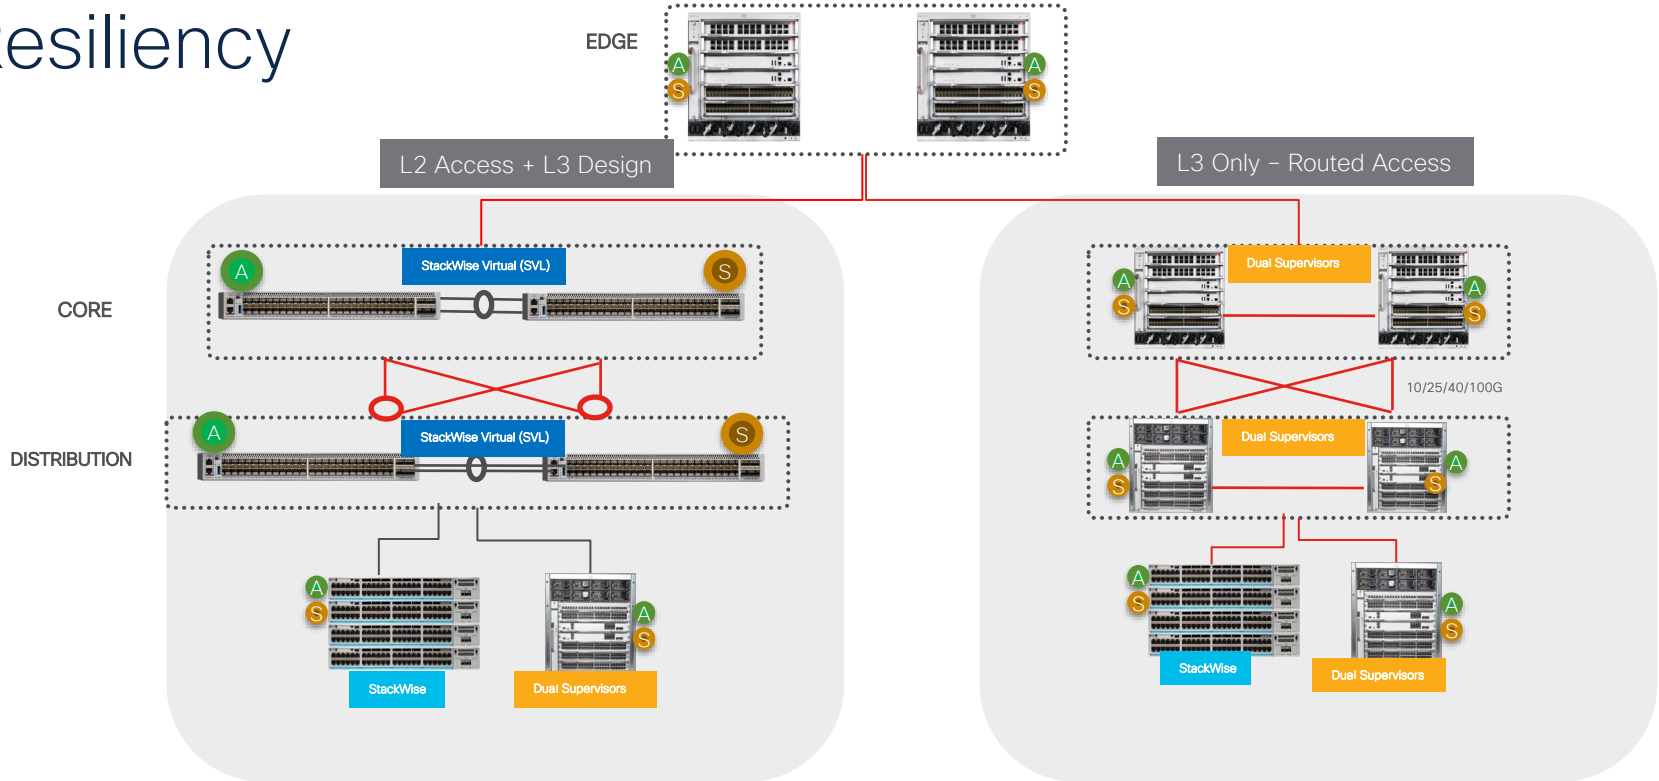 esiliency
EDGE
A
S
A
S
L2 Access + L3 Design
L3 Only – Routed Access
CORE
A
StackWise Virtual (SVL)
S
Dual Supervisors
A
S
A
S
10/25/40/100G
DISTRIBUTION
A
StackWise Virtual (SVL)
S
Dual Supervisors
A
S
A
S
A
S
A
S
StackWise
Dual Supervisors
A
S
A
S
StackWise
Dual Supervisors